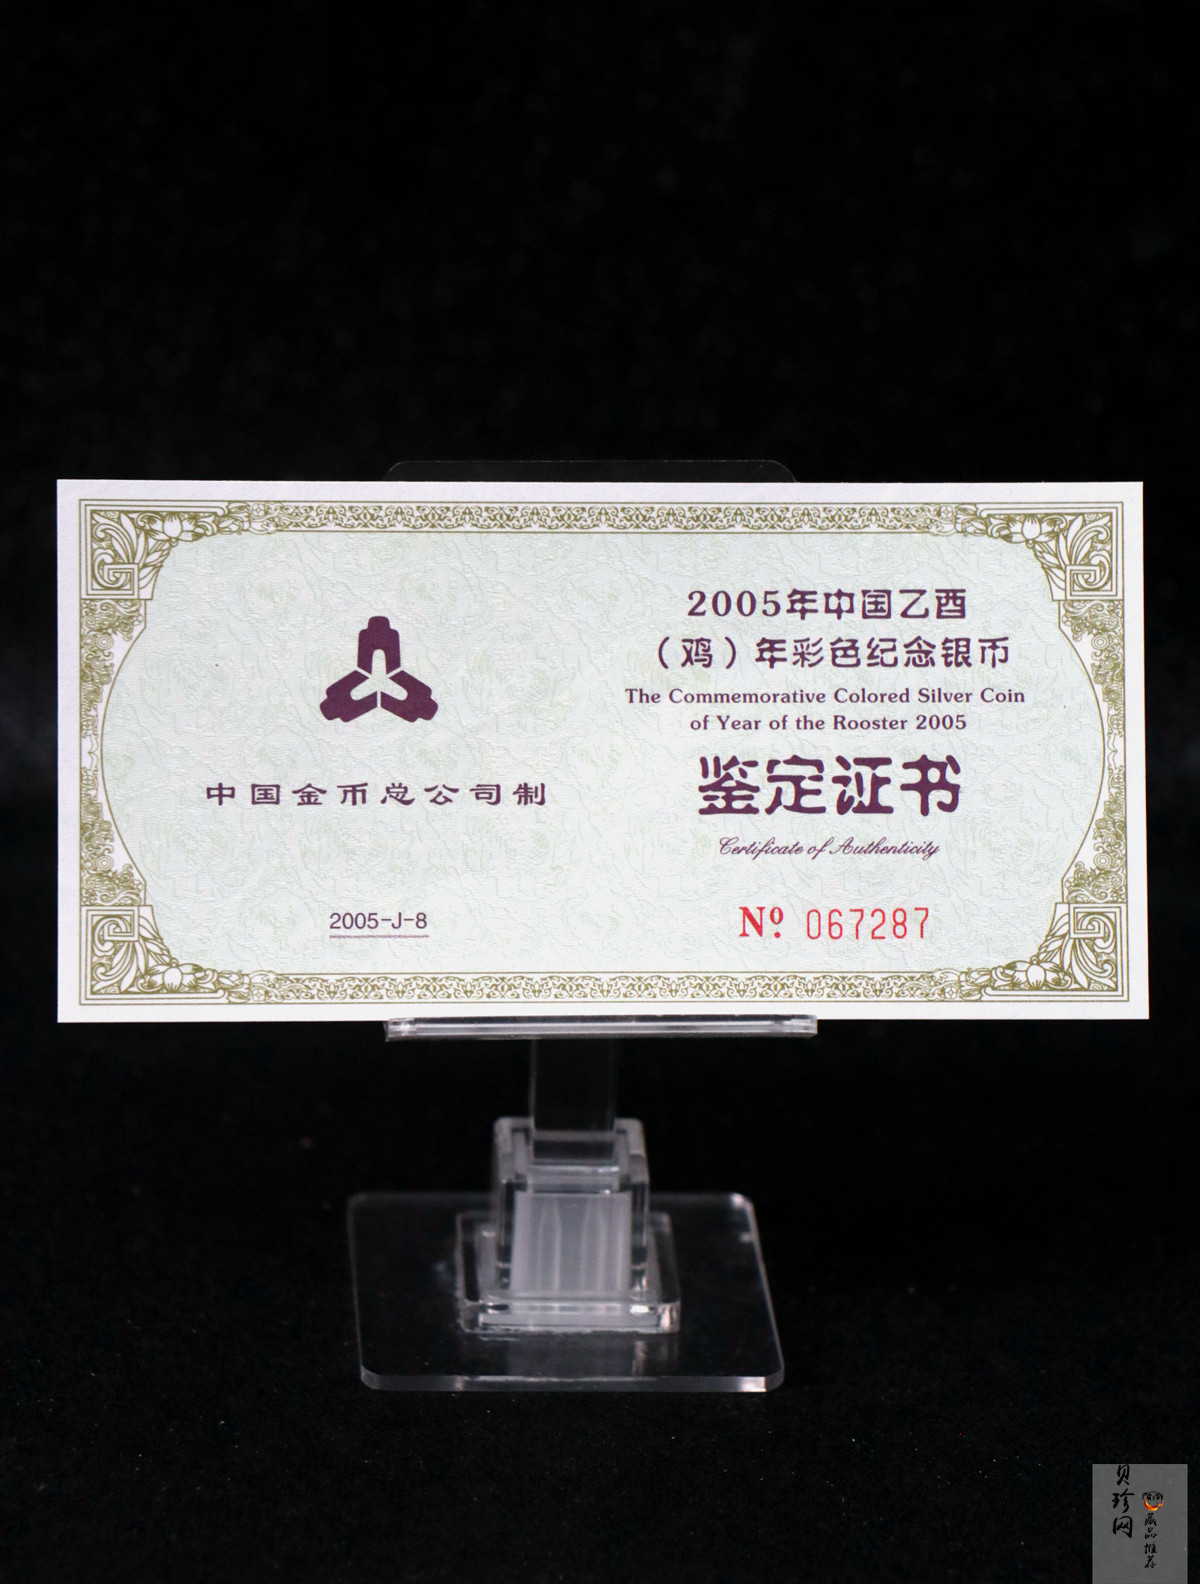 中国金币总公司制
2005-J-8
2005年中国乙酉
（鸡）年彩色纪念银币
The Commemorative Colored Silver Coin
of Year of the Rooster 2005
鉴定证书
Certificate of Authenticity
Nº. 067287
贝珍网
藏品推荐